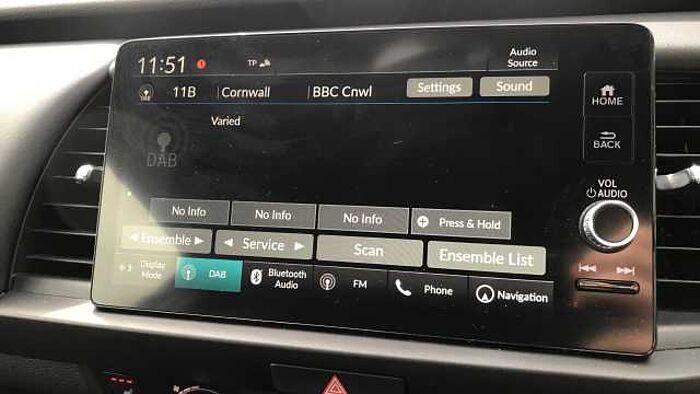 11:51 TP Audio Source
DAB 11B Cornwall BBC Cnwl Settings Sound
HOME
DAB Varied
BACK
VOL
AUDIO
No Info No Info No Info Press & Hold
Ensemble Service Scan Ensemble List
Display Mode DAB Bluetooth Audio FM Phone Navigation